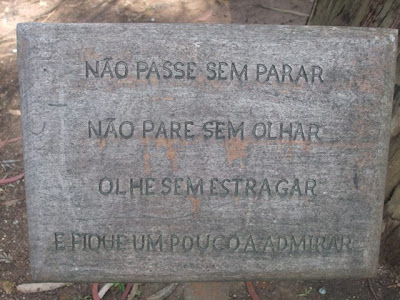 NÃO PASSE SEM PARAR
NÃO PARE SEM OLHAR
OLHE SEM ESTRAGAR
E FIQUE UM POUCO A ADMIRAR